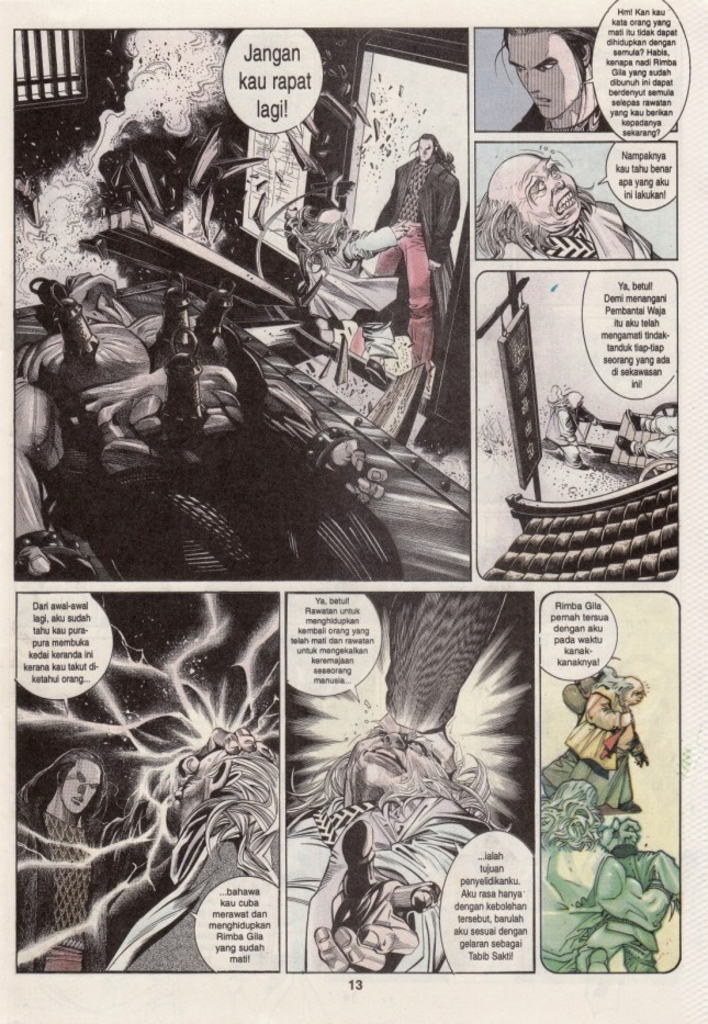 Jangan
kau rapat
lagi!
Hm! Kan kau
kata orang yang
mati itu tidak dapat
dihidupkan dengan
semula? Habis,
kenapa nadi Rimba
Gila yang sudah
dibunuh ini dapat
berdenyut semula
selepas rawatan
yang kau berikan
kepadanya
sekarang?
Nampaknya
kau tahu benar
apa yang aku
ini lakukan!
Ya, betul!
Demi menangani
Pembantai Waja
itu aku telah
mengamati tindak-
tanduk tiap-tiap
seorang yang ada
di sekawasan
ini!
Dari awal-awal
lagi, aku sudah
tahu kau pura-
pura membuka
kedai keranda ini
kerana kau takut di-
ketahui orang...
...bahawa
kau cuba
merawat dan
menghidupkan
Rimba Gila
yang sudah
mati!
Ya, betul!
Rawatan untuk
menghidupkan
kembali orang yang
telah mati dan rawatan
untuk mengekalkan
keremajaan
seseorang
manusia...
...ialah
tujuan
penyelidikanku.
Aku rasa hanya
dengan kebolehan
tersebut, barulah
aku sesuai dengan
gelaran sebagai
Tabib Sakti!
Rimba Gila
pernah tersua
dengan aku
pada waktu
kanak-
kanaknya!
13